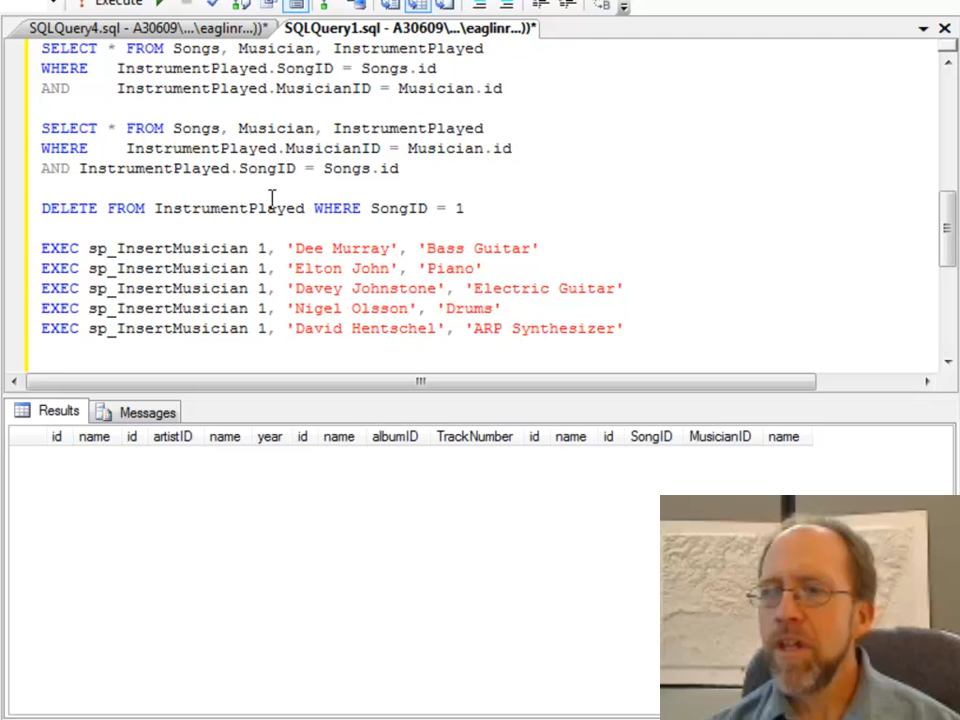 Execute
SQLQuery4.sql - A30609\...\eaglinr...))* SQLQuery1.sql - A30609\...\eaglinr...))*
SELECT * FROM Songs, Musician, InstrumentPlayed
WHERE InstrumentPlayed.SongID = Songs.id
AND InstrumentPlayed.MusicianID = Musician.id
SELECT * FROM Songs, Musician, InstrumentPlayed
WHERE InstrumentPlayed.MusicianID = Musician.id
AND InstrumentPlayed.SongID = Songs.id
DELETE FROM InstrumentPlayed WHERE SongID = 1
EXEC sp_InsertMusician 1, 'Dee Murray', 'Bass Guitar'
EXEC sp_InsertMusician 1, 'Elton John', 'Piano'
EXEC sp_InsertMusician 1, 'Davey Johnstone', 'Electric Guitar'
EXEC sp_InsertMusician 1, 'Nigel Olsson', 'Drums'
EXEC sp_InsertMusician 1, 'David Hentschel', 'ARP Synthesizer'
Results Messages
id name id artistID name year id name albumID TrackNumber id name id SongID MusicianID name